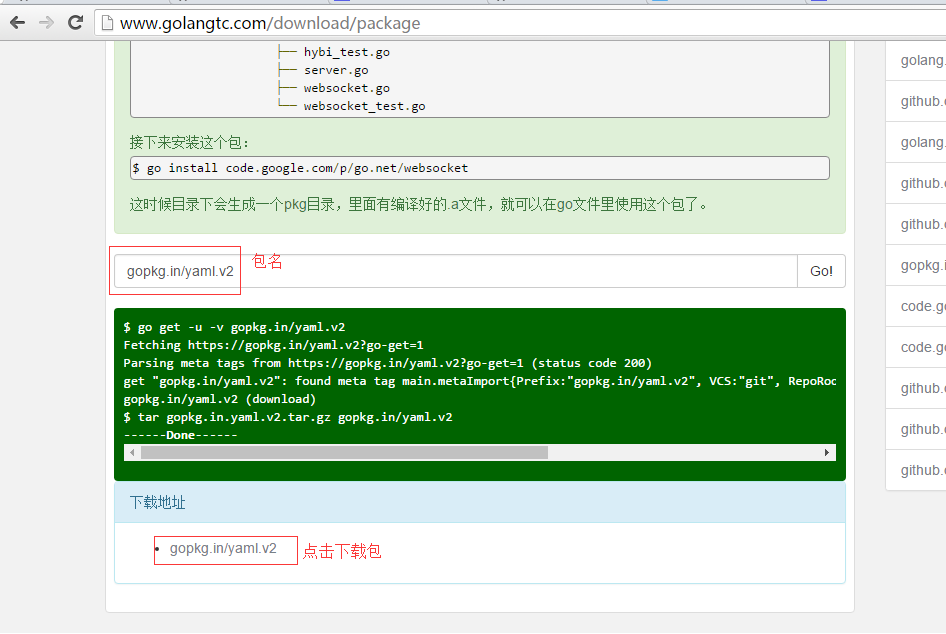 www.golangtc.com/download/package
├── hybi_test.go
├── server.go
├── websocket.go
└── websocket_test.go
接下来安装这个包：
$ go install code.google.com/p/go.net/websocket
这时候目录下会生成一个pkg目录，里面有编译好的.a文件，就可以在go文件里使用这个包了。
gopkg.in/yaml.v2 包名 Go!
$ go get -u -v gopkg.in/yaml.v2
Fetching https://gopkg.in/yaml.v2?go-get=1
Parsing meta tags from https://gopkg.in/yaml.v2?go-get=1 (status code 200)
get "gopkg.in/yaml.v2": found meta tag main.metaImport{Prefix:"gopkg.in/yaml.v2", VCS:"git", RepoRoo
gopkg.in/yaml.v2 (download)
$ tar gopkg.in.yaml.v2.tar.gz gopkg.in/yaml.v2
------Done------
下载地址
gopkg.in/yaml.v2 点击下载包
golang.
github.c
golang.
github.c
github.c
gopkg.i
code.go
code.go
github.c
github.c
github.c